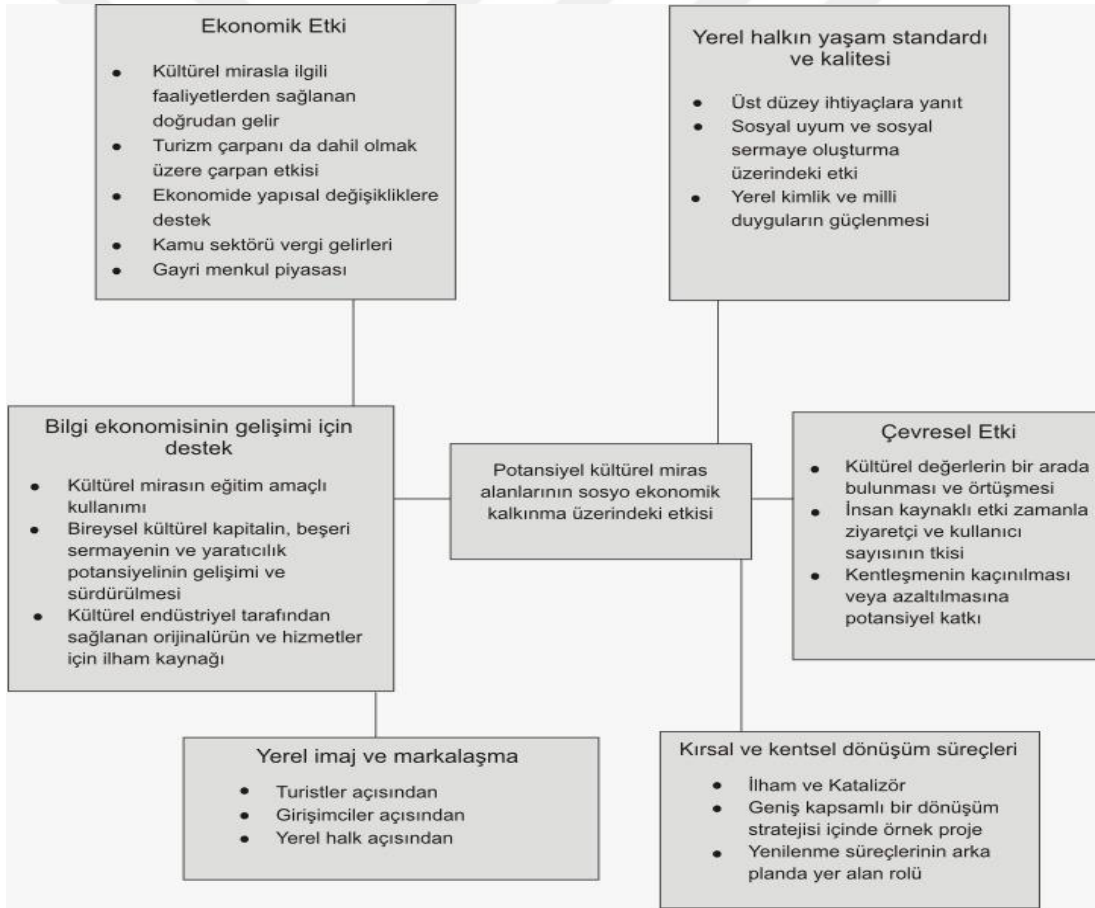 Ekonomik Etki
● Kültürel mirasla ilgili
faaliyetlerden sağlanan
doğrudan gelir
● Turizm çarpanı da dahil olmak
üzere çarpan etkisi
● Ekonomide yapısal değişikliklere
destek
● Kamu sektörü vergi gelirleri
● Gayri menkul piyasası
Yerel halkın yaşam standardı
ve kalitesi
● Üst düzey ihtiyaçlara yanıt
● Sosyal uyum ve sosyal
sermaye oluşturma
üzerindeki etki
● Yerel kimlik ve milli
duyguların güçlenmesi
Bilgi ekonomisinin gelişimi için
destek
● Kültürel mirasın eğitim amaçlı
kullanımı
● Bireysel kültürel kapitalin, beşeri
sermayenin ve yaratıcılık
potansiyelinin gelişimi ve
sürdürülmesi
● Kültürel endüstriyel tarafından
sağlanan orijinalürün ve hizmetler
için ilham kaynağı
Potansiyel kültürel miras
alanlarının sosyo ekonomik
kalkınma üzerindeki etkisi
Çevresel Etki
● Kültürel değerlerin bir arada
bulunması ve örtüşmesi
● İnsan kaynaklı etki zamanla
ziyaretçi ve kullanıcı
sayısının tkisi
● Kentleşmenin kaçınılması
veya azaltılmasına
potansiyel katkı
Yerel imaj ve markalaşma
● Turistler açısından
● Girişimciler açısından
● Yerel halk açısından
Kırsal ve kentsel dönüşüm süreçleri
● İlham ve Katalizör
● Geniş kapsamlı bir dönüşüm
stratejisi içinde örnek proje
● Yenilenme süreçlerinin arka
planda yer alan rolü